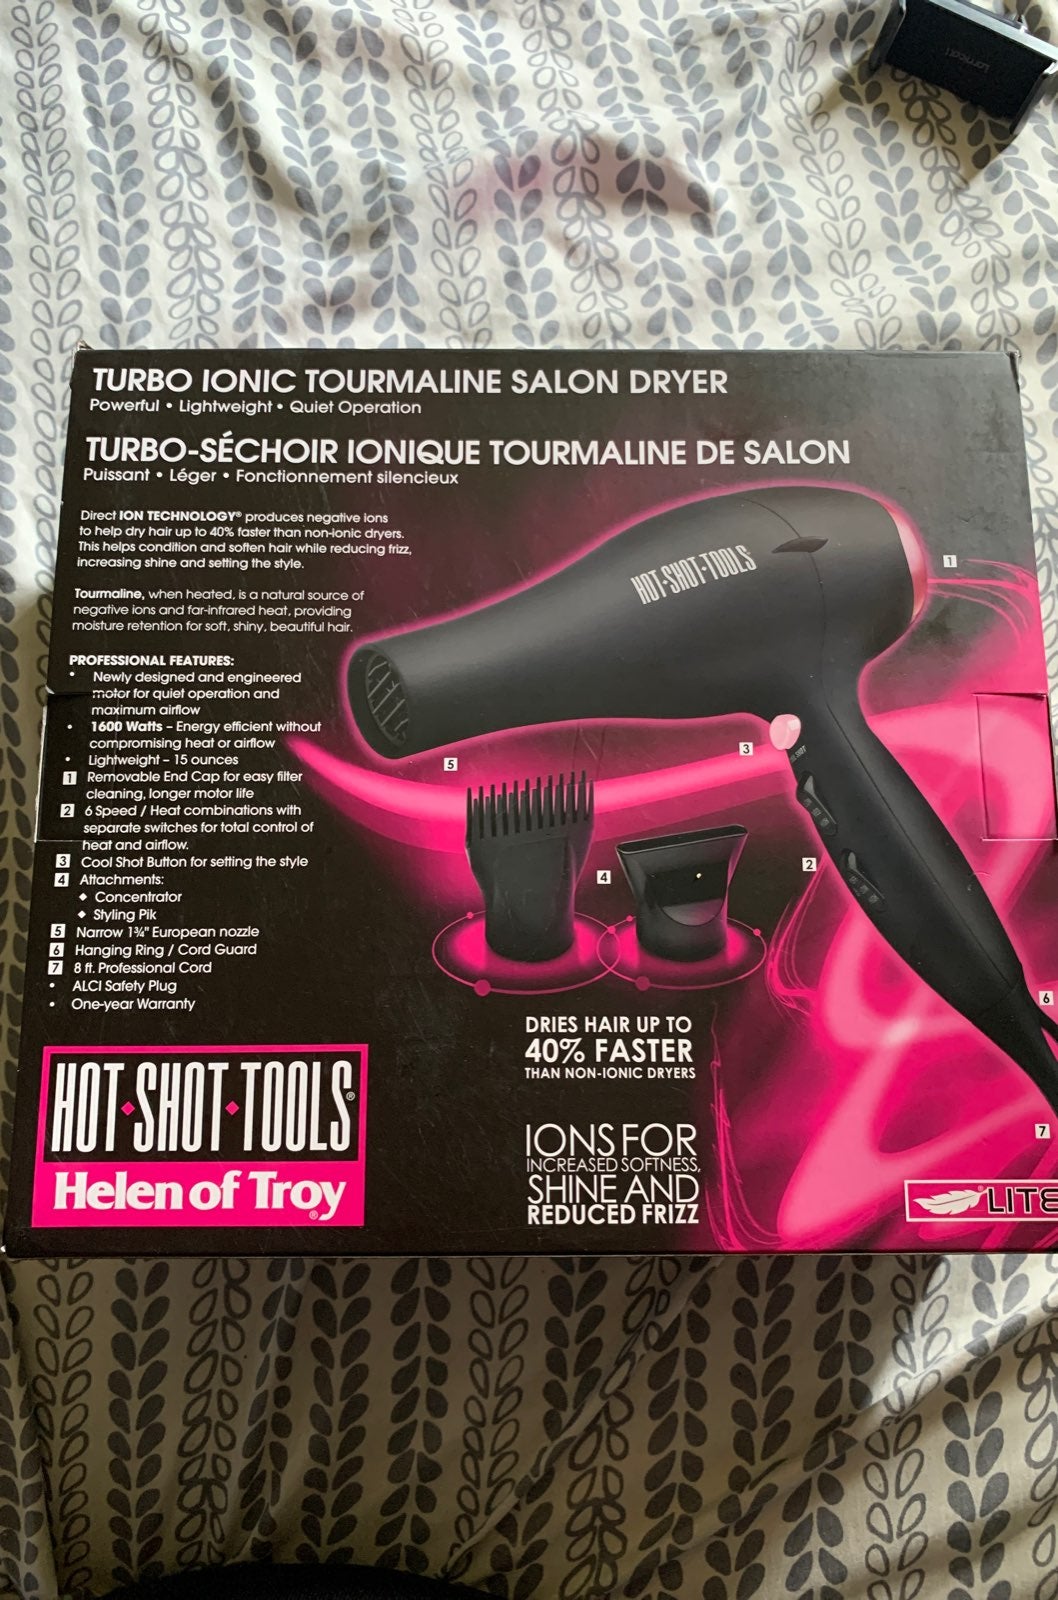 lamicall
TURBO IONIC TOURMALINE SALON DRYER
Powerful • Lightweight • Quiet Operation
TURBO-SÉCHOIR IONIQUE TOURMALINE DE SALON
Puissant • Léger • Fonctionnement silencieux
Direct ION TECHNOLOGY® produces negative ions
to help dry hair up to 40% faster than non-ionic dryers.
This helps condition and soften hair while reducing frizz,
increasing shine and setting the style.
Tourmaline, when heated, is a natural source of
negative ions and far-infrared heat, providing
moisture retention for soft, shiny, beautiful hair.
PROFESSIONAL FEATURES:
• Newly designed and engineered
motor for quiet operation and
maximum airflow
• 1600 Watts – Energy efficient without
compromising heat or airflow
• Lightweight – 15 ounces
1 Removable End Cap for easy filter
cleaning, longer motor life
2 6 Speed / Heat combinations with
separate switches for total control of
heat and airflow.
3 Cool Shot Button for setting the style
4 Attachments:
◆ Concentrator
◆ Styling Pik
5 Narrow 1¾" European nozzle
6 Hanging Ring / Cord Guard
7 8 ft. Professional Cord
• ALCI Safety Plug
• One-year Warranty
HOT•SHOT•TOOLS
1
5
3
4
2
6
7
DRIES HAIR UP TO
40% FASTER
THAN NON-IONIC DRYERS
IONS FOR
INCREASED SOFTNESS,
SHINE AND
REDUCED FRIZZ
HOT◆SHOT◆TOOLS®
Helen of Troy®
LITE